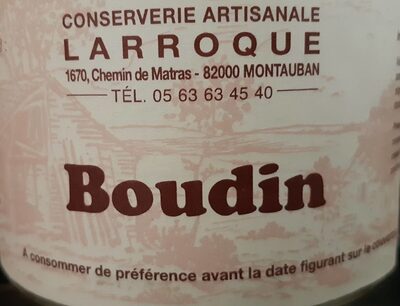 CONSERVERIE ARTISANALE
LARROQUE
1670, Chemin de Matras - 82000 MONTAUBAN
TÉL. 05 63 63 45 40
Boudin
A consommer de préférence avant la date figurant sur le